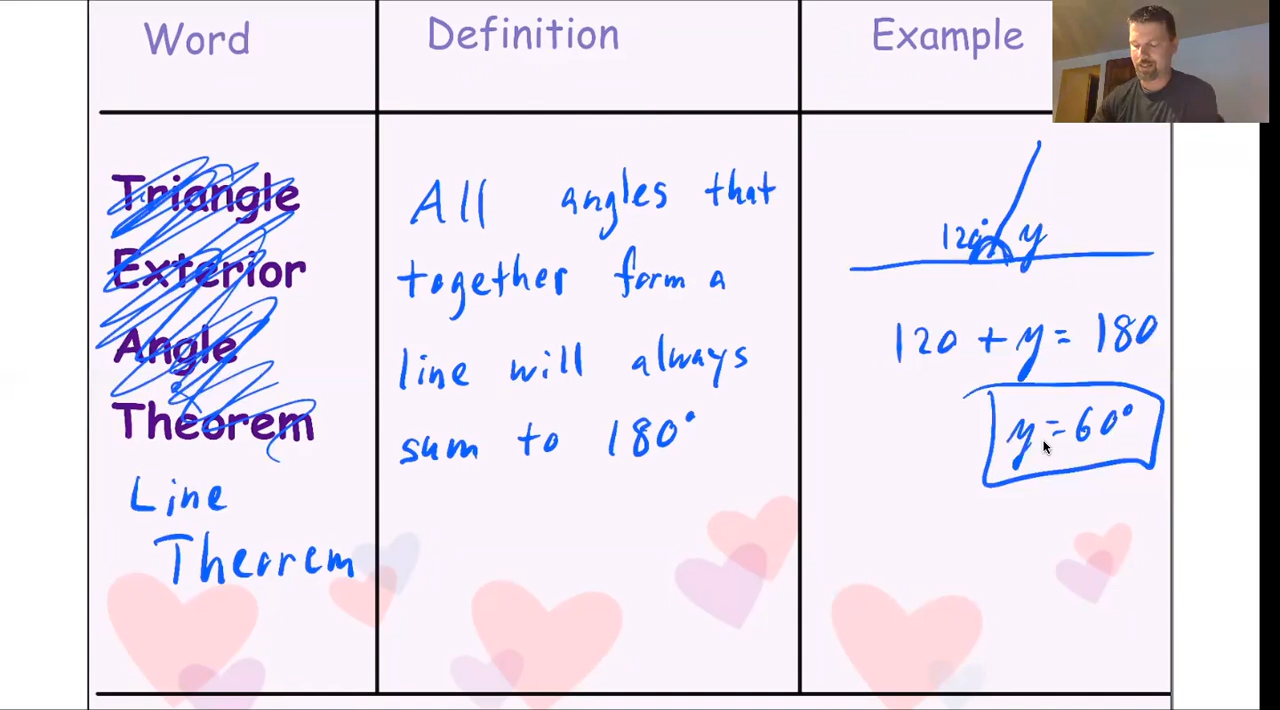 Word
Definition
Example
Triangle
Exterior
Angle
Theorem
Line
Theorem
All angles that
together form a
line will always
sum to 180°
120° y
120 + y = 180
y = 60°